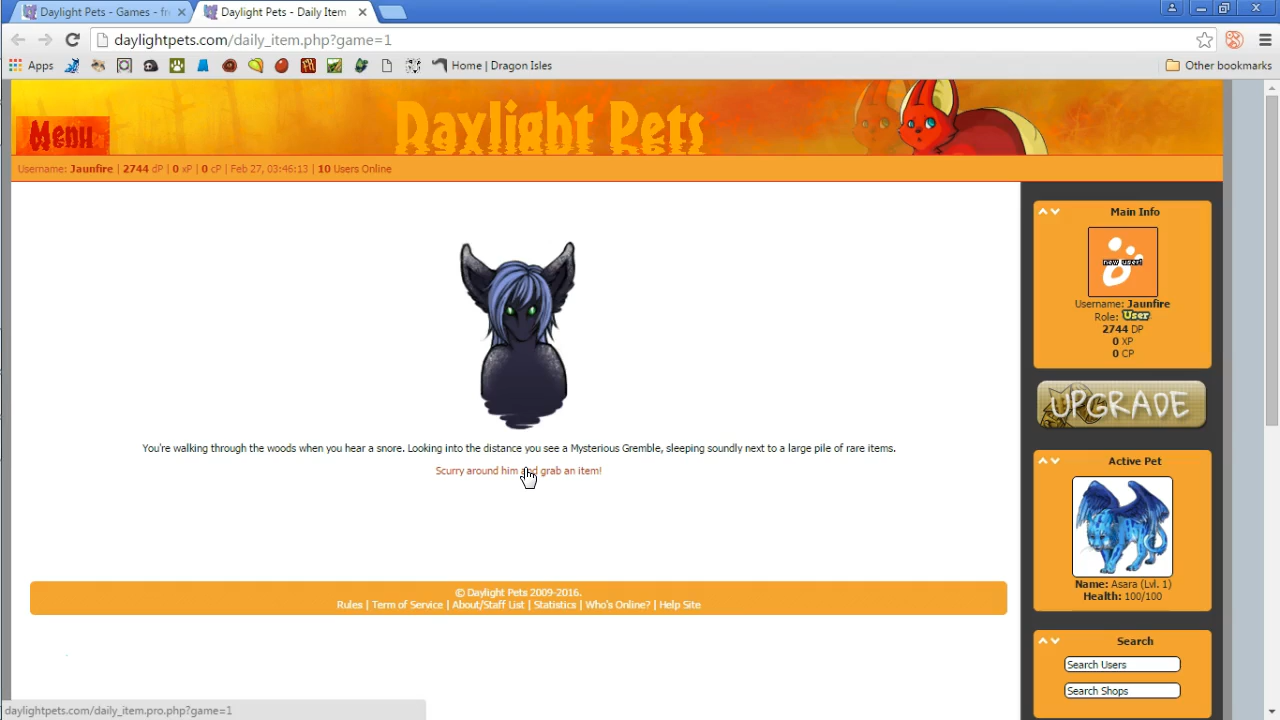 Daylight Pets - Games - fr
Daylight Pets - Daily Item
daylightpets.com/daily_item.php?game=1
Apps
Home | Dragon Isles
Other bookmarks
Menu
Daylight Pets
Username: Jaunfire | 2744 dP | 0 xP | 0 cP | Feb 27, 03:46:13 | 10 Users Online
You're walking through the woods when you hear a snore. Looking into the distance you see a Mysterious Gremble, sleeping soundly next to a large pile of rare items.
Scurry around him and grab an item!
© Daylight Pets 2009-2016.
Rules | Term of Service | About/Staff List | Statistics | Who's Online? | Help Site
Main Info
new user!
Username: Jaunfire
Role: User
2744 DP
0 XP
0 CP
UPGRADE
Active Pet
Name: Asara (Lvl. 1)
Health: 100/100
Search
Search Users
Search Shops
daylightpets.com/daily_item.pro.php?game=1